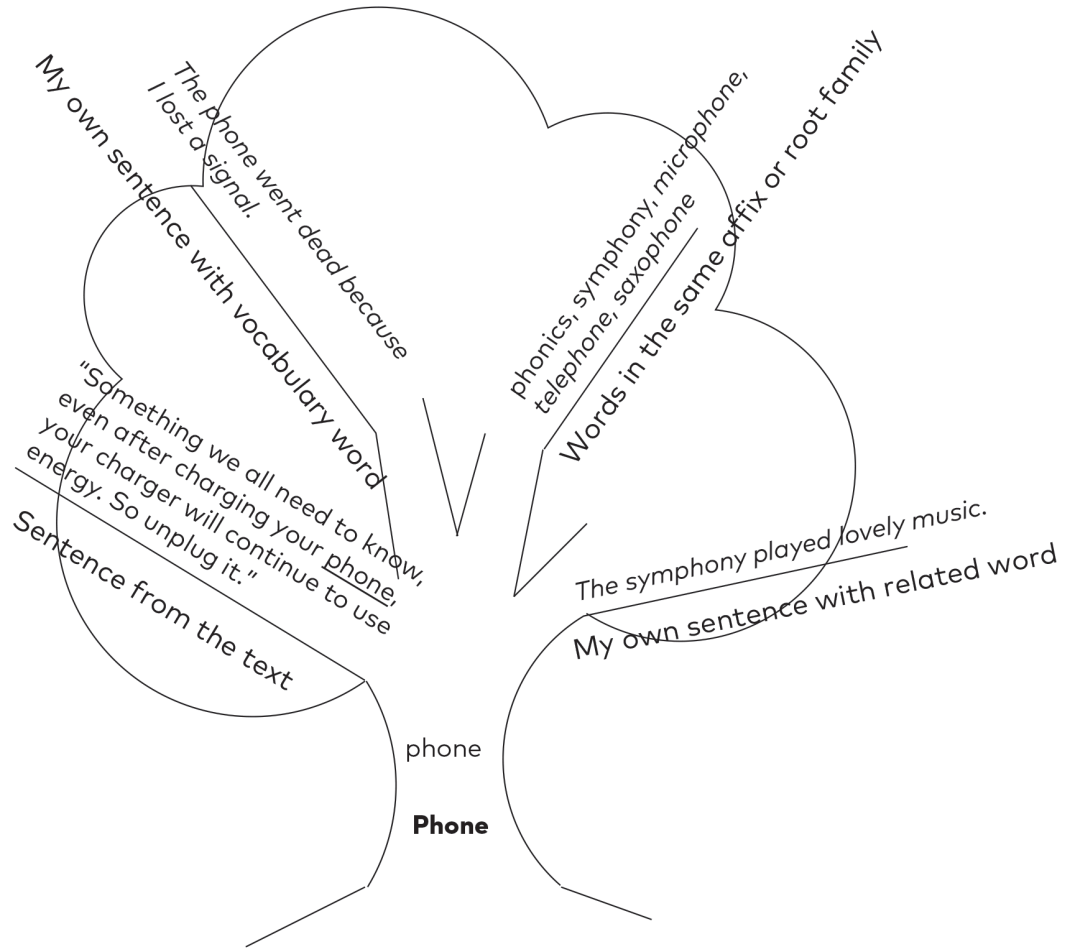 My own sentence with vocabulary word
The phone went dead because
I lost a signal.
phonics, symphony, microphone,
telephone, saxophone
Words in the same affix or root family
"Something we all need to know,
even after charging your phone,
your charger will continue to use
energy. So unplug it."
Sentence from the text
The symphony played lovely music.
My own sentence with related word
phone
Phone